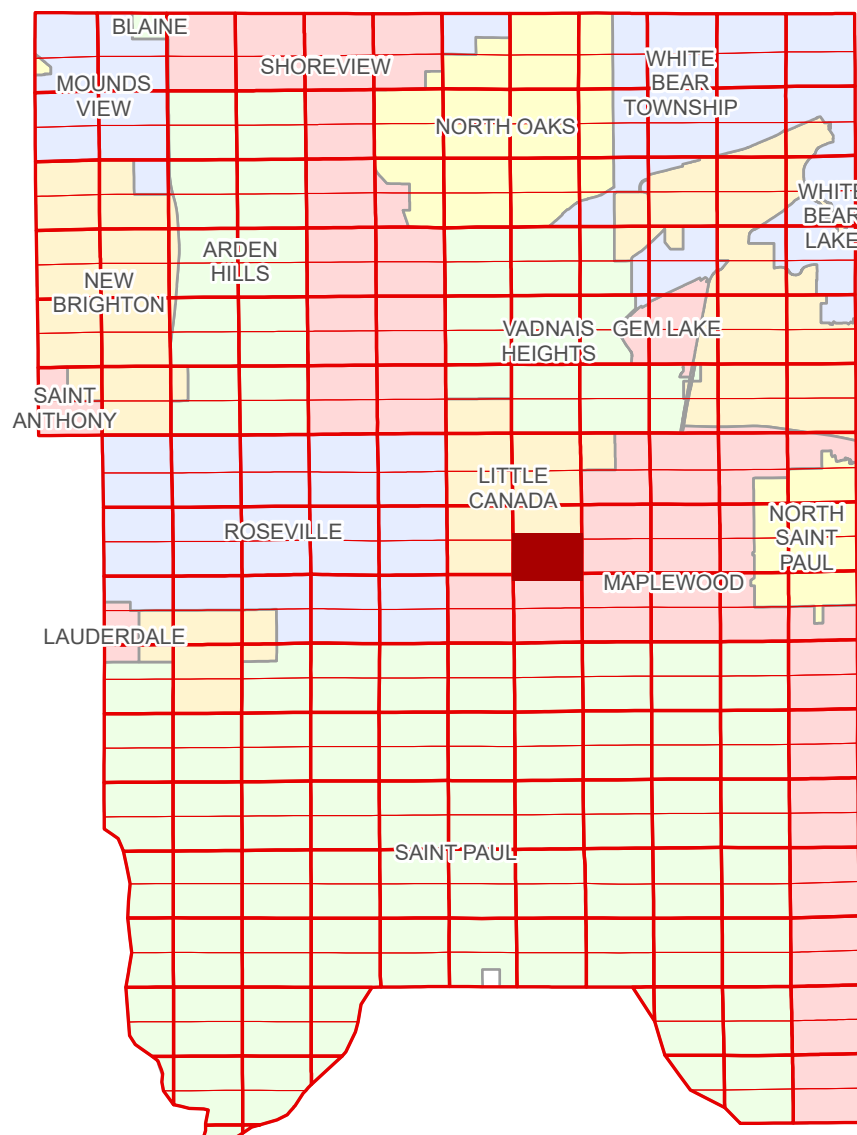 BLAINE
SHOREVIEW
WHITE
BEAR
TOWNSHIP
MOUNDS
VIEW
NORTH OAKS
WHITE
BEAR
LAKE
ARDEN
HILLS
NEW
BRIGHTON
VADNAIS
HEIGHTS
GEM LAKE
SAINT
ANTHONY
LITTLE
CANADA
NORTH
SAINT
PAUL
ROSEVILLE
MAPLEWOOD
LAUDERDALE
SAINT PAUL